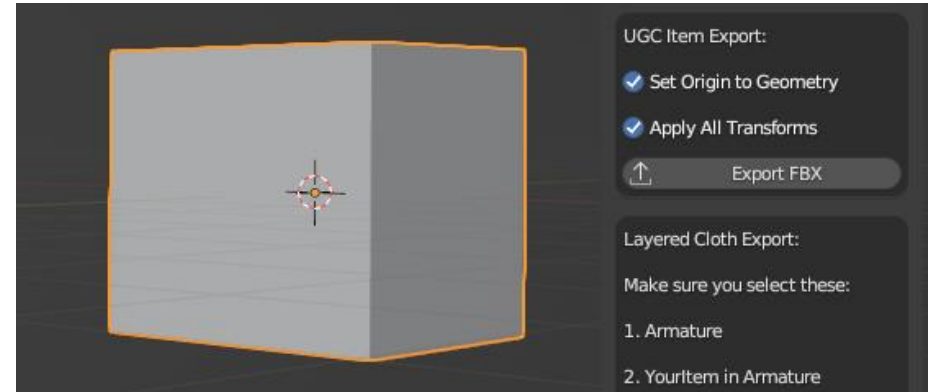 UGC Item Export:
Set Origin to Geometry
Apply All Transforms
Export FBX
Layered Cloth Export:
Make sure you select these:
1. Armature
2. YourItem in Armature